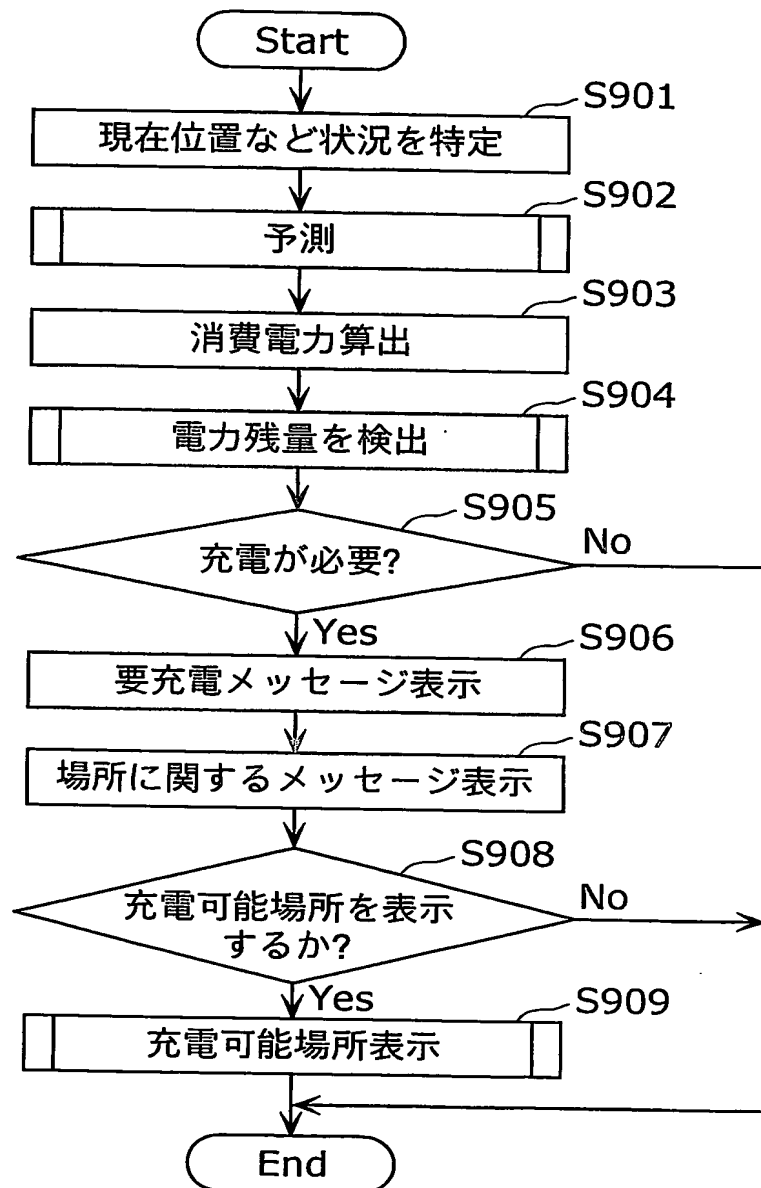 Start
S901
現在位置など状況を特定
S902
予測
S903
消費電力算出
S904
電力残量を検出
S905
充電が必要?
No
Yes
S906
要充電メッセージ表示
S907
場所に関するメッセージ表示
S908
充電可能場所を表示
するか?
No
Yes
S909
充電可能場所表示
End